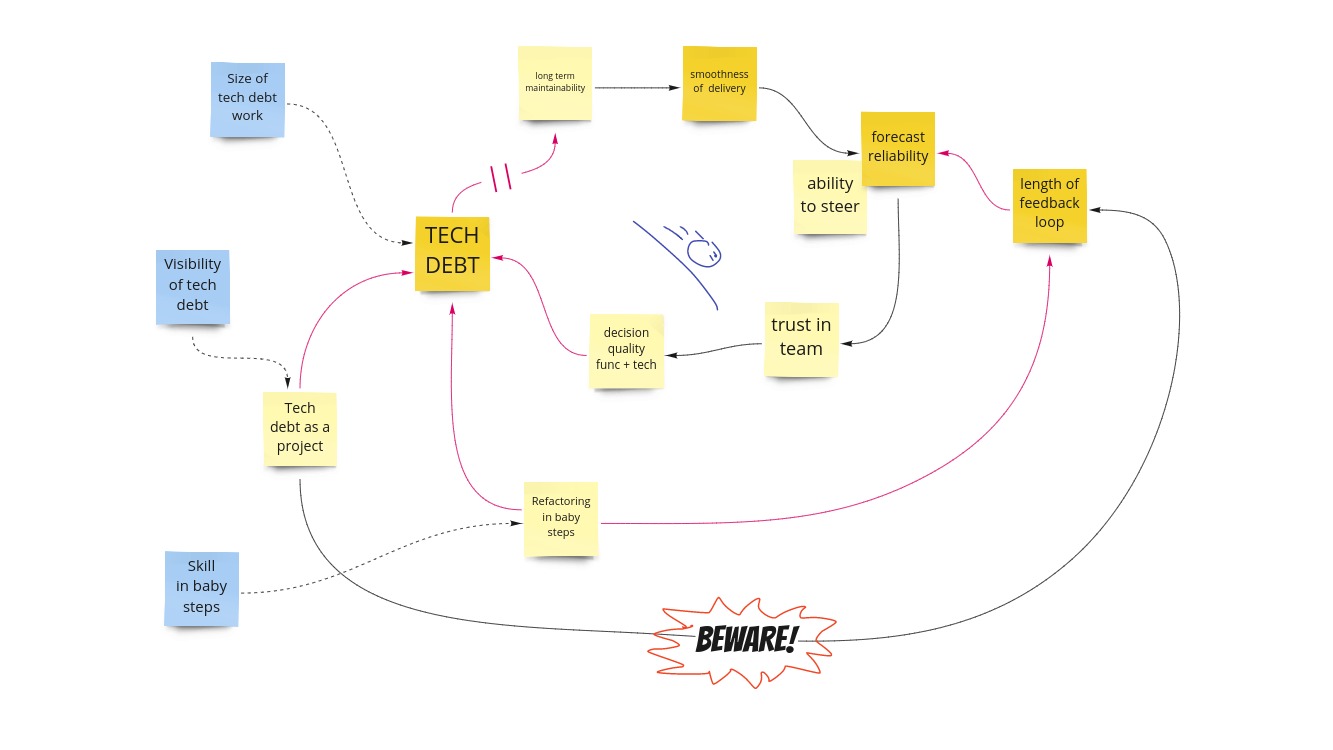 long term
maintainability
smoothness
of delivery
Size of
tech debt
work
forecast
reliability
ability
to steer
length of
feedback
loop
TECH
DEBT
Visibility
of tech
debt
trust in
team
decision
quality
func + tech
Tech
debt as a
project
Refactoring
in baby
steps
Skill
in baby
steps
BEWARE!